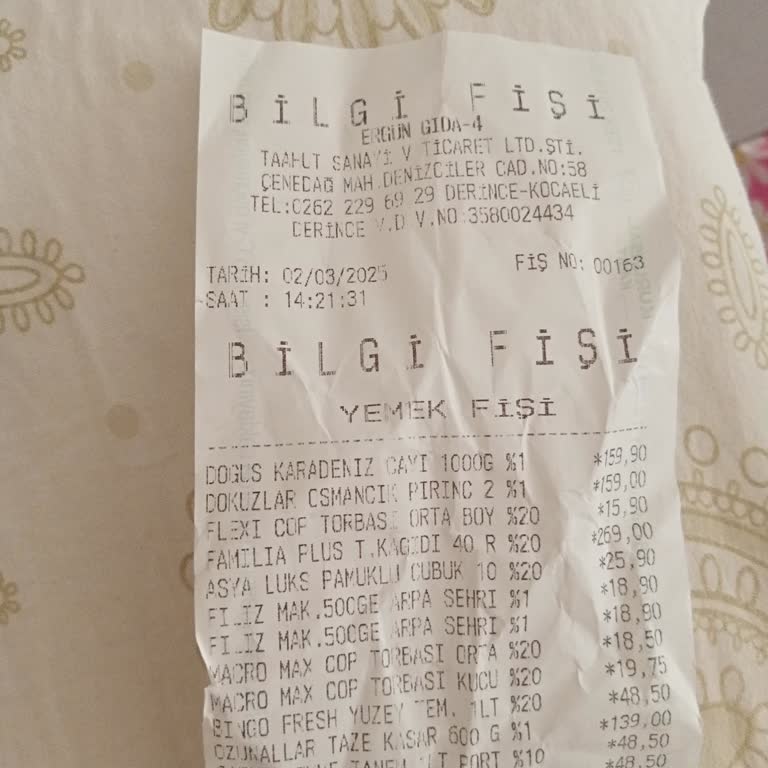 BİLGİ FİŞİ
ERGÜN GIDA-4
TAAHUT SANAYİ V TİCARET LTD.ŞTİ.
ÇENEDAĞ MAH.DENİZCİLER CAD.NO:58
TEL:0262 229 69 29 DERİNCE-KOCAELİ
DERİNCE V.D V.NO:3580024434
TARİH: 02/03/2025 FİŞ NO: 00163
SAAT : 14:21:31
BİLGİ FİŞİ
YEMEK FİŞİ
DOGUS KARADENIZ CAYI 1000G %1 *159,90
DOKUZLAR OSMANCIK PIRINC 2 %1 *159,00
FLEXI COP TORBASI ORTA BOY %20 *15,90
FAMILIA PLUS T.KAGIDI 40 R %20 *269,00
ASYA LUKS PAMUKLU CUBUK 10 %20 *25,90
FILIZ MAK.500GE ARPA SEHRI %1 *18,90
FILIZ MAK.500GE ARPA SEHRI %1 *18,90
MACRO MAX COP TORBASI ORTA %20 *18,50
MACRO MAX COP TORBASI KUCU %20 *19,75
BINGO FRESH YUZEY TEM. 1LT %20 *48,50
OZUNALLAR TAZE KASAR 600 G %1 *139,00
PORT %10 *48,50
*48,50